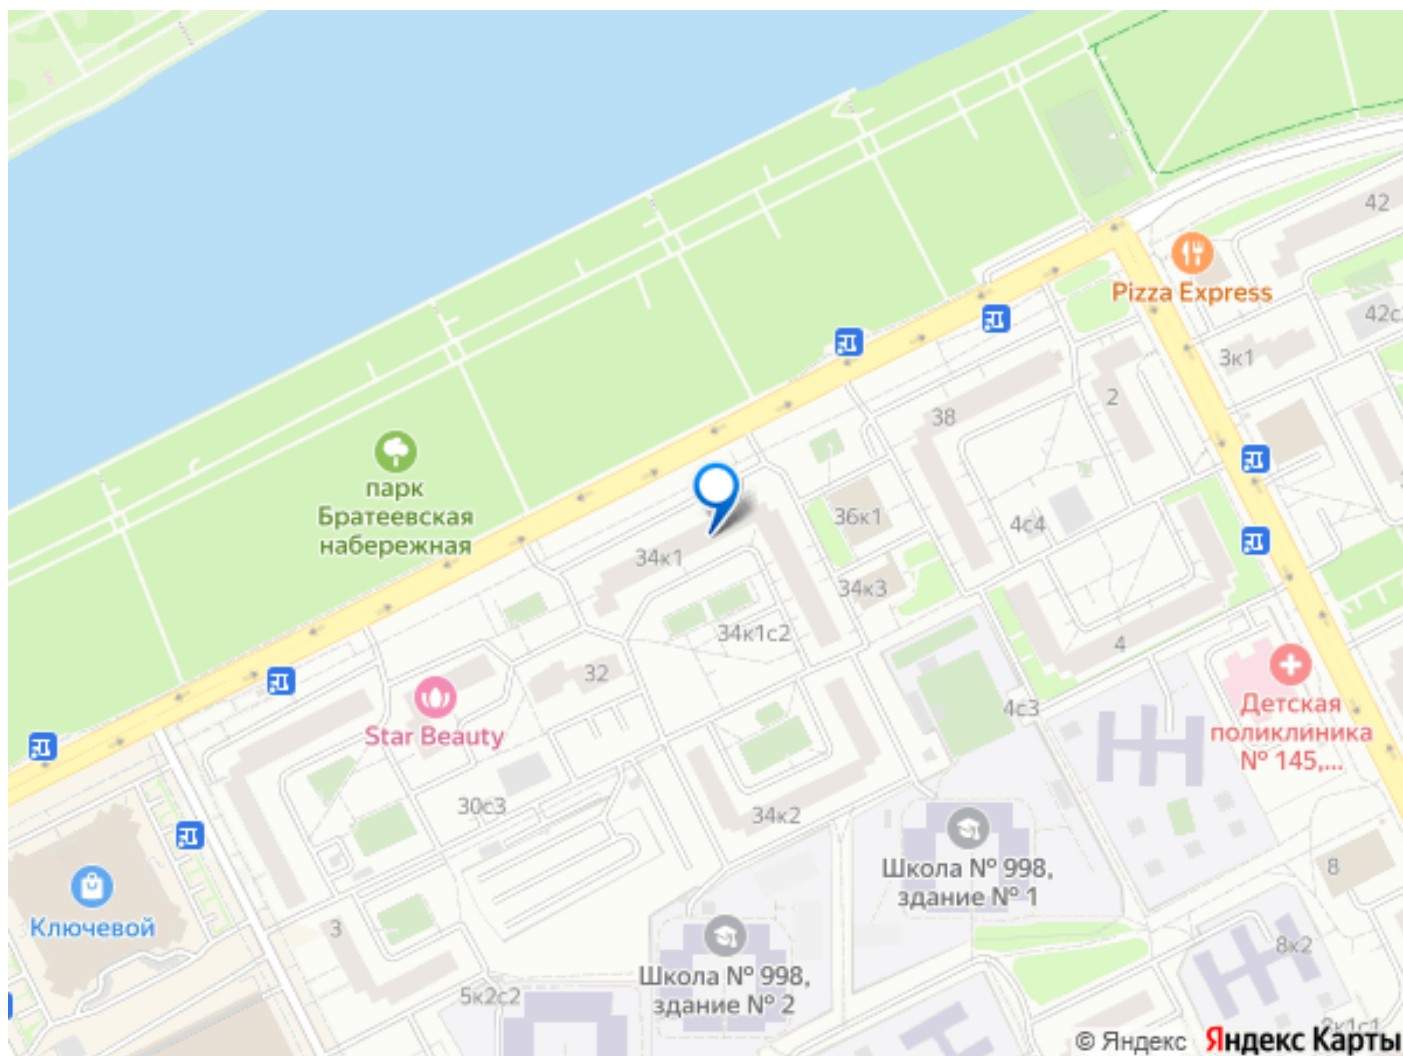 42
Pizza Express
42с
3к1
2
38
парк
Братеевская
набережная
36к1
4с4
34к1
34к3
34к1с2
4
32
Детская
поликлиника
№ 145,...
4с3
Star Beauty
30с3
34к2
Школа № 998,
здание № 1
8
Ключевой
3
Школа № 998,
здание № 2
8к2
5к2с2
© Яндекс Яндекс Карты